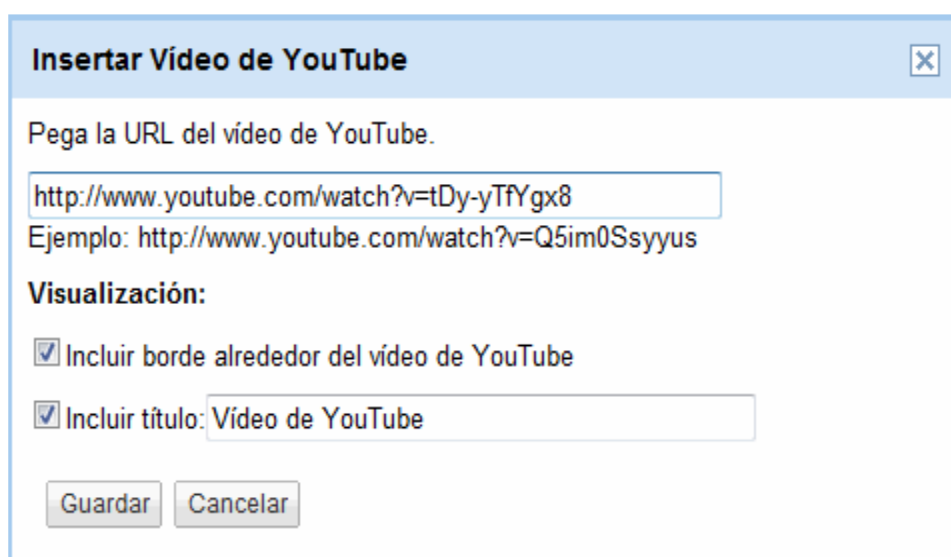 Insertar Vídeo de YouTube
Pega la URL del vídeo de YouTube.
http://www.youtube.com/watch?v=tDy-yTfYgx8
Ejemplo: http://www.youtube.com/watch?v=Q5im0Ssyyus
Visualización:
Incluir borde alrededor del vídeo de YouTube
Incluir título: Vídeo de YouTube
Guardar Cancelar